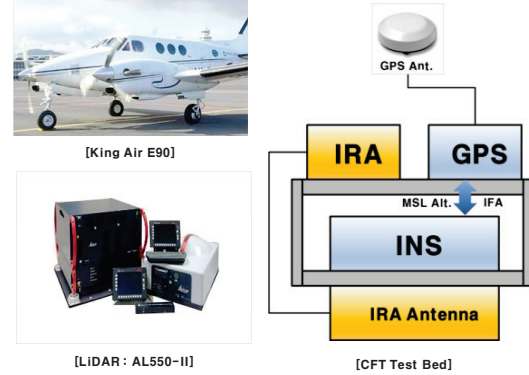 [King Air E90]
[LiDAR : AL550-II]
GPS Ant.
IRA
GPS
MSL Alt.
IFA
INS
IRA Antenna
[CFT Test Bed]